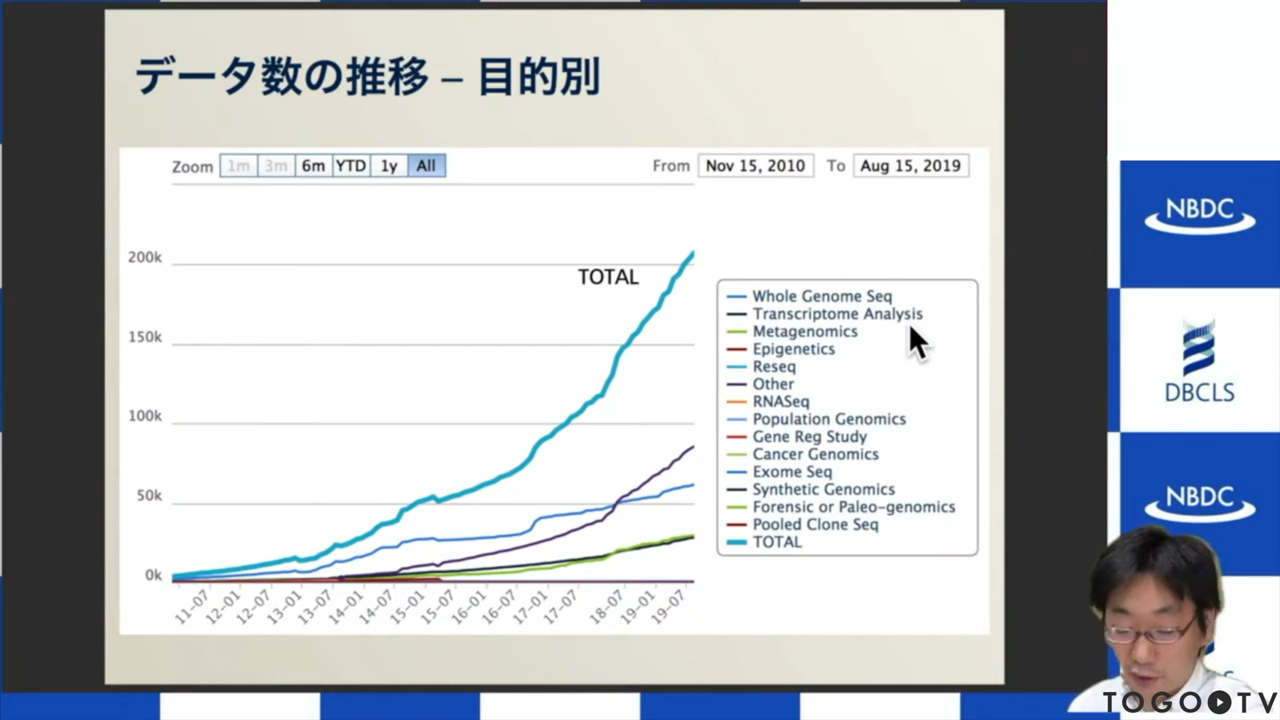 データ数の推移 – 目的別
Zoom 1m 3m 6m YTD 1y All
From Nov 15, 2010 To Aug 15, 2019
200k
150k
100k
50k
0k
TOTAL
11-07 12-01 12-07 13-01 13-07 14-01 14-07 15-01 15-07 16-01 16-07 17-01 17-07 18-07 19-01 19-07
Whole Genome Seq
Transcriptome Analysis
Metagenomics
Epigenetics
Reseq
Other
RNASeq
Population Genomics
Gene Reg Study
Cancer Genomics
Exome Seq
Synthetic Genomics
Forensic or Paleo-genomics
Pooled Clone Seq
TOTAL
NBDC
DBCLS
NBDC
TOGO TV